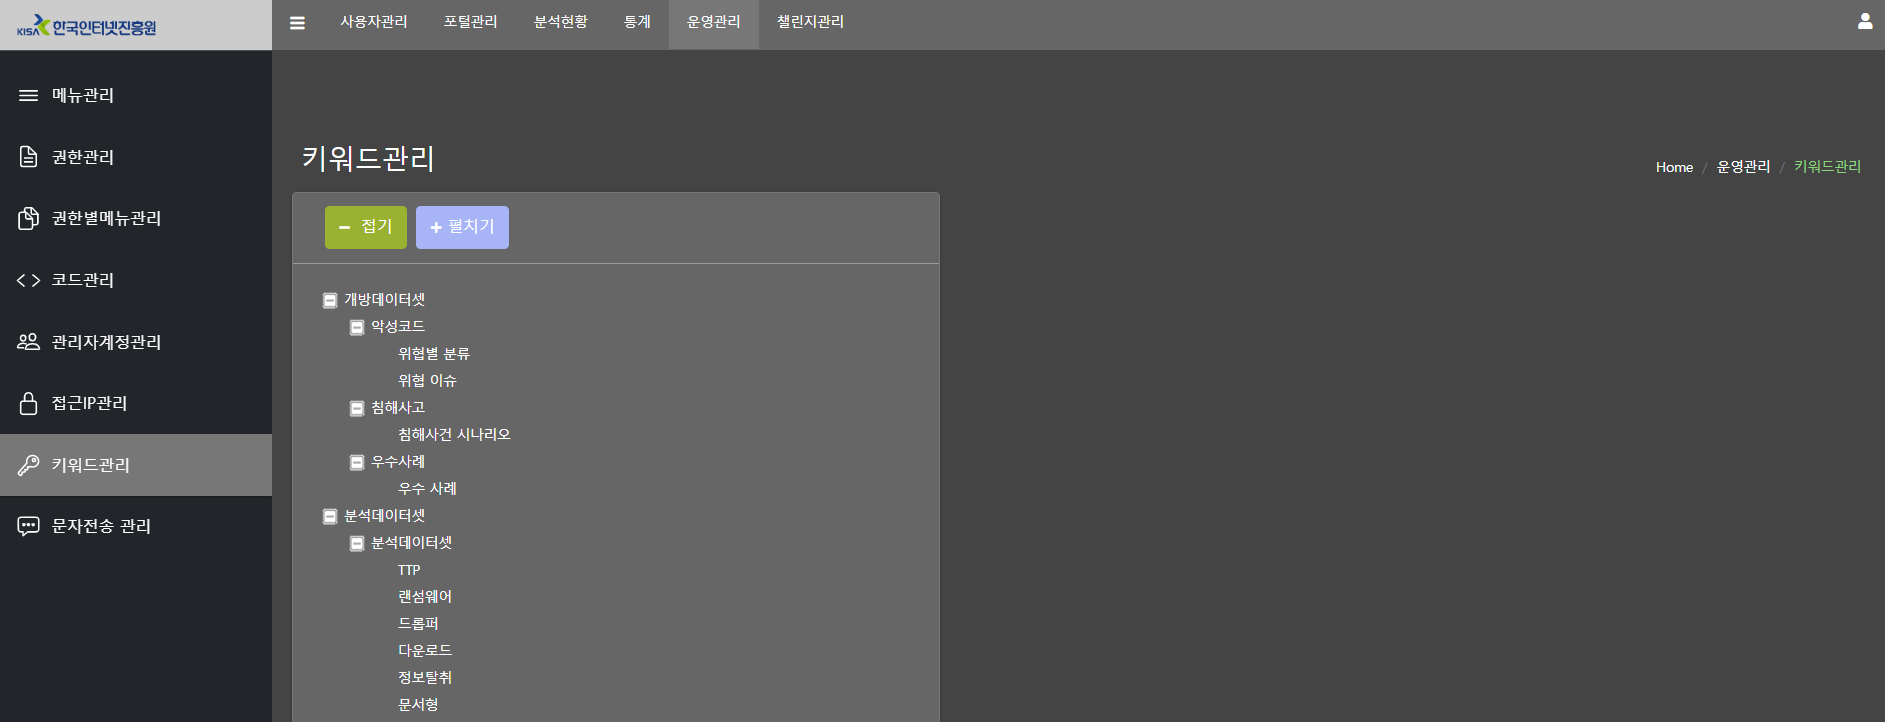 KISA 한국인터넷진흥원
사용자관리 포털관리 분석현황 통계 운영관리 챌린지관리
메뉴관리
권한관리
권한별메뉴관리
코드관리
관리자계정관리
접근IP관리
키워드관리
문자전송 관리
키워드관리
Home / 운영관리 / 키워드관리
접기 펼치기
개방데이터셋
악성코드
위협별 분류
위협 이슈
침해사고
침해사건 시나리오
우수사례
우수 사례
분석데이터셋
분석데이터셋
TTP
랜섬웨어
드롭퍼
다운로드
정보탈취
문서형